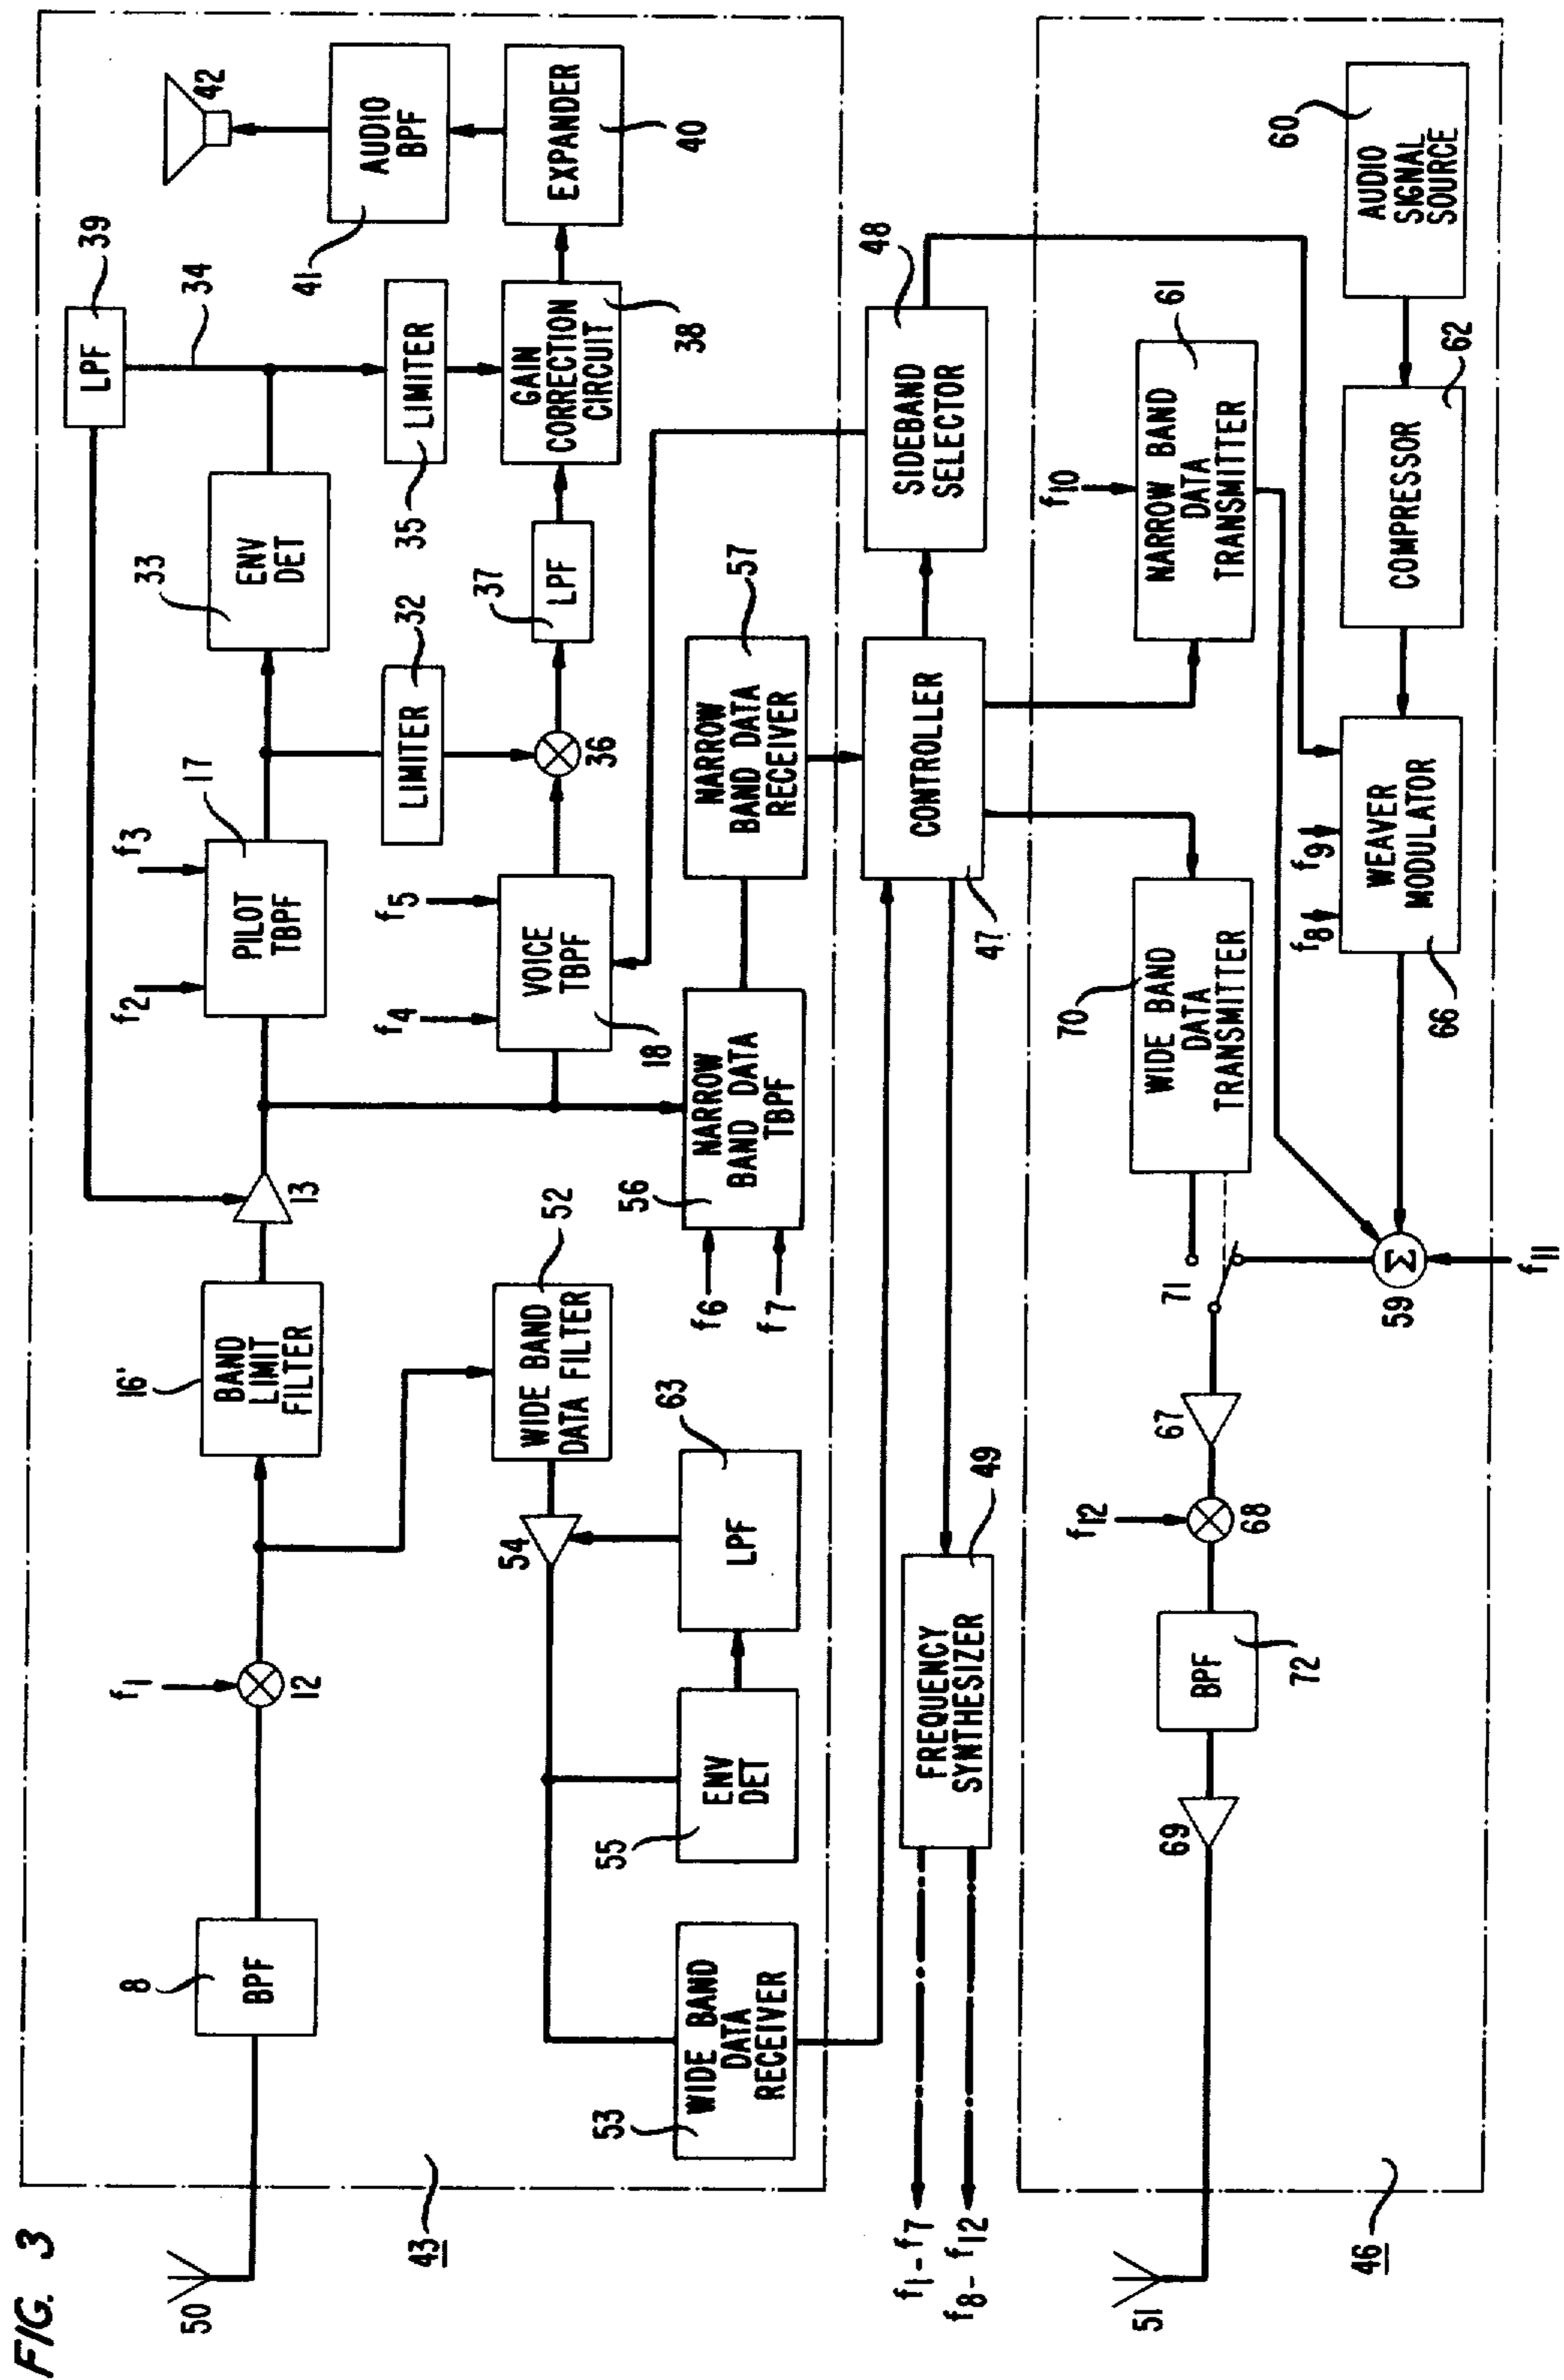 FIG. 3
50
8
BPF
f1
12
16'
BAND
LIMIT
FILTER
13
f2
f3
PILOT
TBPF
17
33
ENV
DET
LPF
39
34
42
AUDIO
BPF
41
LIMITER
32
35
LIMITER
EXPANDER
40
GAIN
CORRECTION
CIRCUIT
38
37
LPF
36
f4
f5
VOICE
TBPF
18
WIDE BAND
DATA FILTER
52
54
63
LPF
55
ENV
DET
53
WIDE BAND
DATA
RECEIVER
56
NARROW
BAND DATA
TBPF
f6
f7
NARROW
BAND DATA
RECEIVER
57
43
CONTROLLER
47
SIDEBAND
SELECTOR
48
FREQUENCY
SYNTHESIZER
49
f1-f7
f8-f12
51
69
BPF
72
f12
68
67
71
70
WIDE BAND
DATA
TRANSMITTER
f10
NARROW BAND
DATA
TRANSMITTER
61
60
AUDIO
SIGNAL
SOURCE
COMPRESSOR
62
f8
f9
WEAVER
MODULATOR
66
Σ
59
f11
46